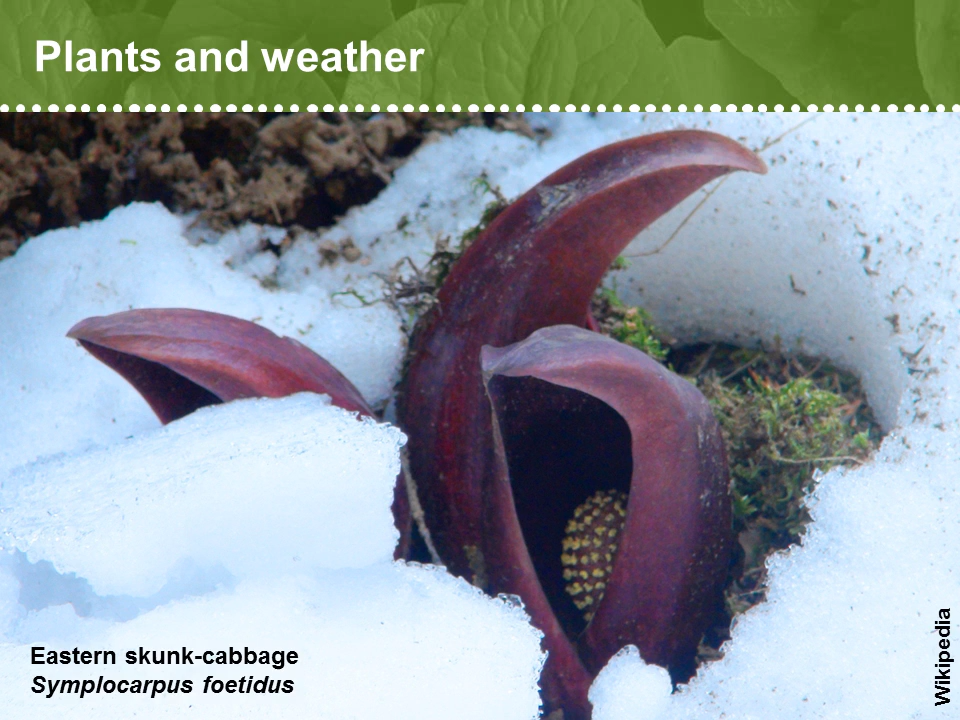 Plants and weather
Eastern skunk-cabbage
Symplocarpus foetidus
Wikipedia